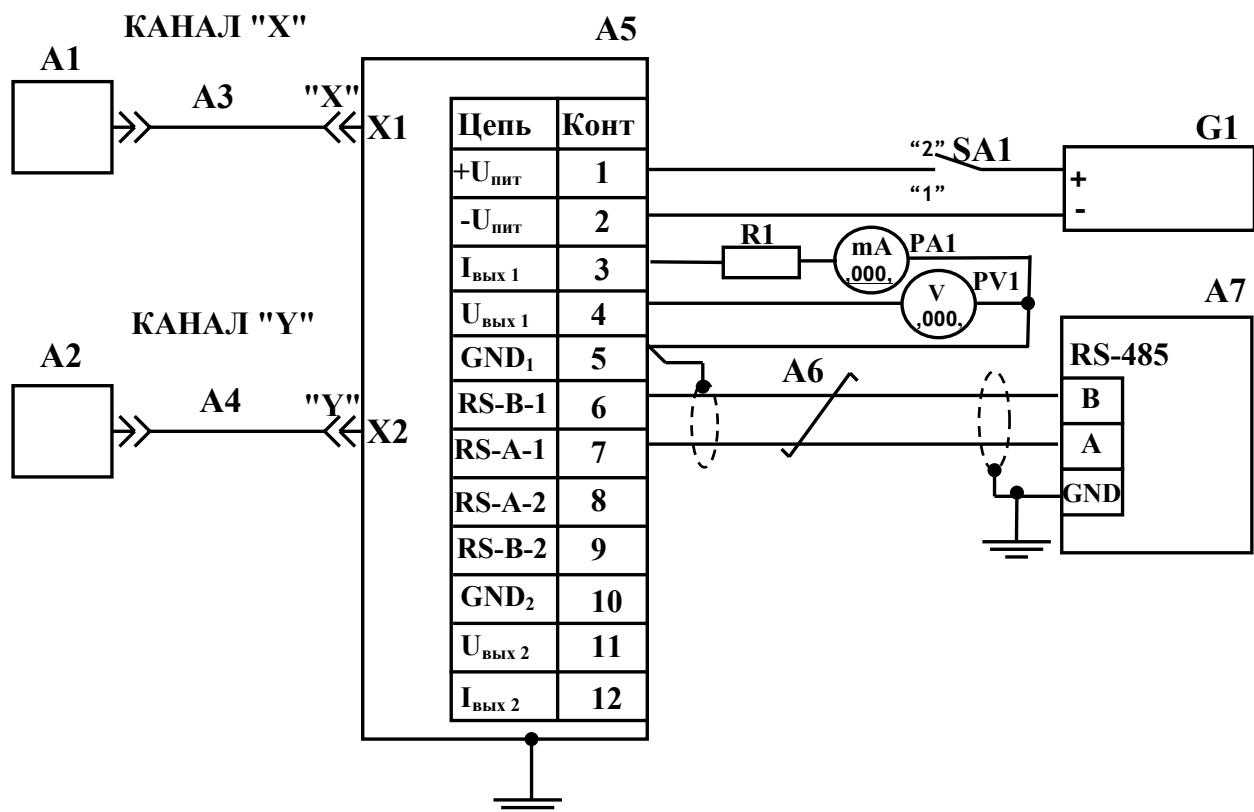 КАНАЛ "X"
A5
A1
A3
"X"
X1
G1
Цепь Конт
+Uпит 1
-Uпит 2
Iвых 1 3
Uвых 1 4
GND1 5
RS-B-1 6
RS-A-1 7
RS-A-2 8
RS-B-2 9
GND2 10
Uвых 2 11
Iвых 2 12
“2” SA1
“1”
+
-
R1
mA
,000,
PA1
V
,000,
PV1
A7
КАНАЛ "Y"
A2
A4
"Y"
X2
A6
RS-485
B
A
GND